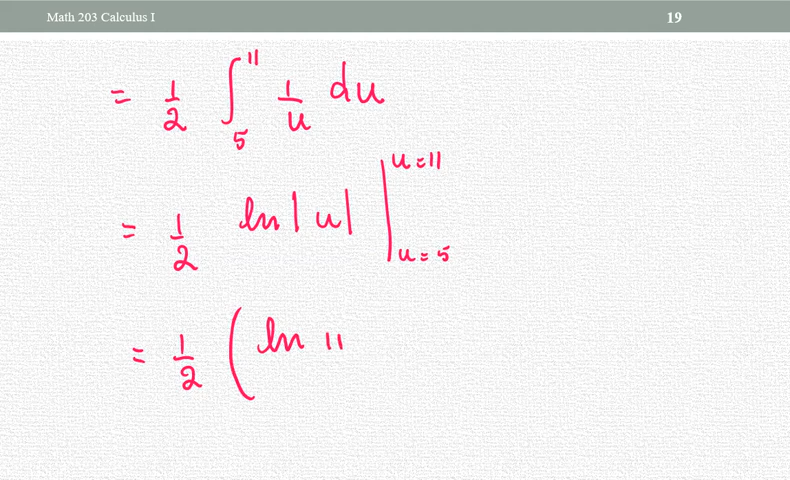 Math 203 Calculus I 19
= 1/2 ∫_5^11 1/u du
= 1/2 ln|u| |_{u=5}^{u=11}
= 1/2 ( ln 11